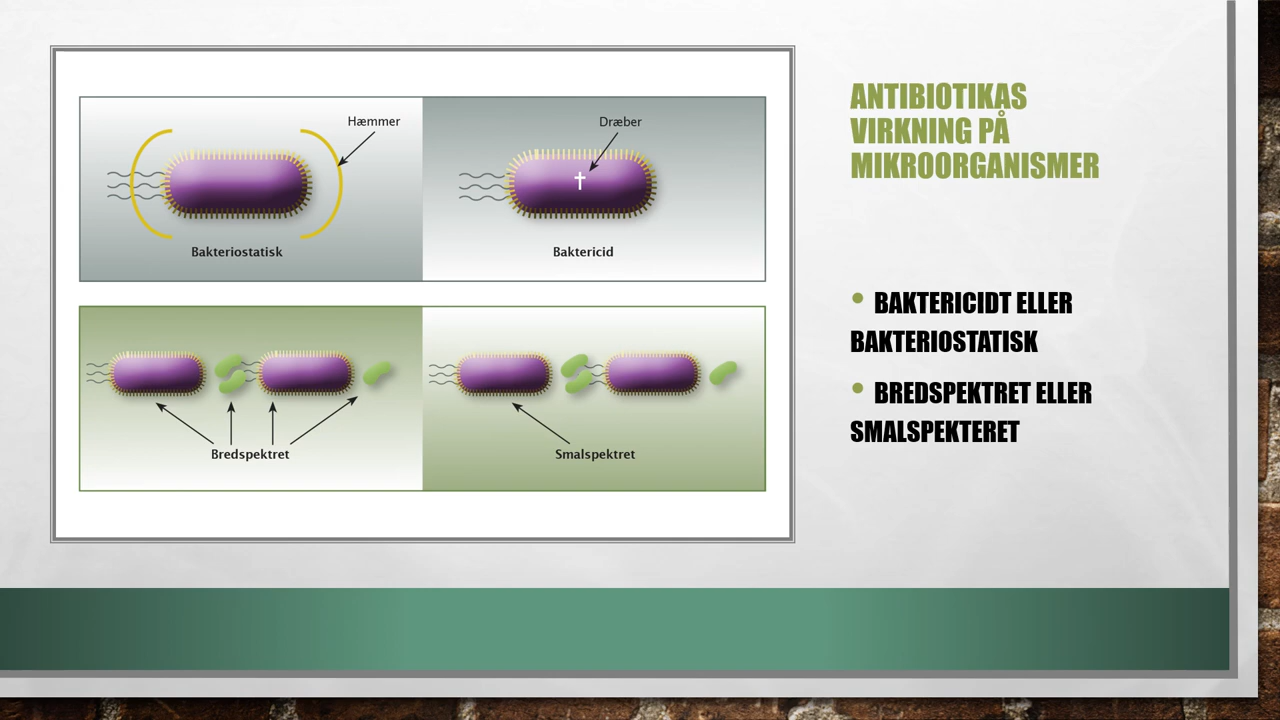 Hæmmer
Dræber
Bakteriostatisk
Baktericid
Bredspektret
Smalspektret
ANTIBIOTIKAS
VIRKNING PÅ
MIKROORGANISMER
• BAKTERICIDT ELLER
BAKTERIOSTATISK
• BREDSPEKTRET ELLER
SMALSPEKTERET